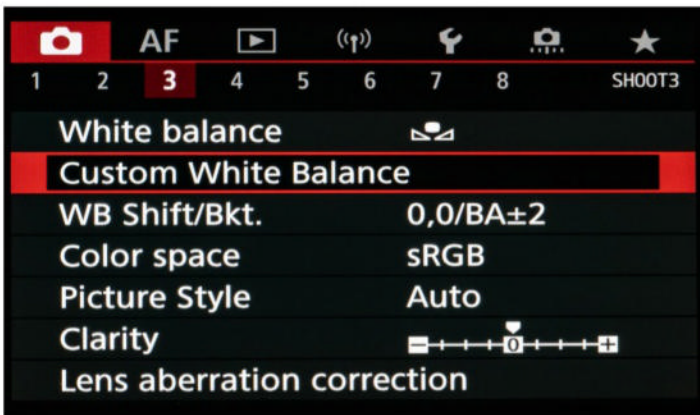 AF
1 2 3 4 5 6 7 8 SHOOT3
White balance
Custom White Balance
WB Shift/Bkt. 0,0/BA±2
Color space sRGB
Picture Style Auto
Clarity 0
Lens aberration correction